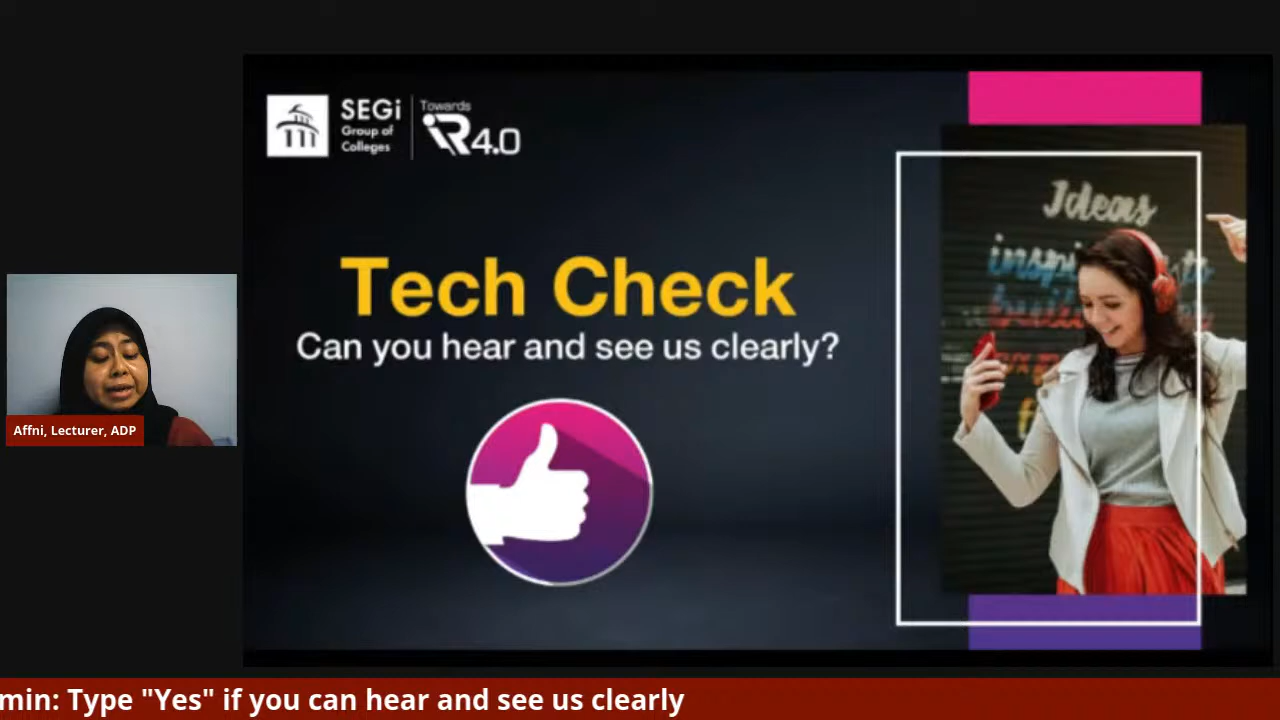 SEGi
Group of
Colleges
Towards
iR4.0
Tech Check
Can you hear and see us clearly?
Ideas
Affni, Lecturer, ADP
min: Type "Yes" if you can hear and see us clearly